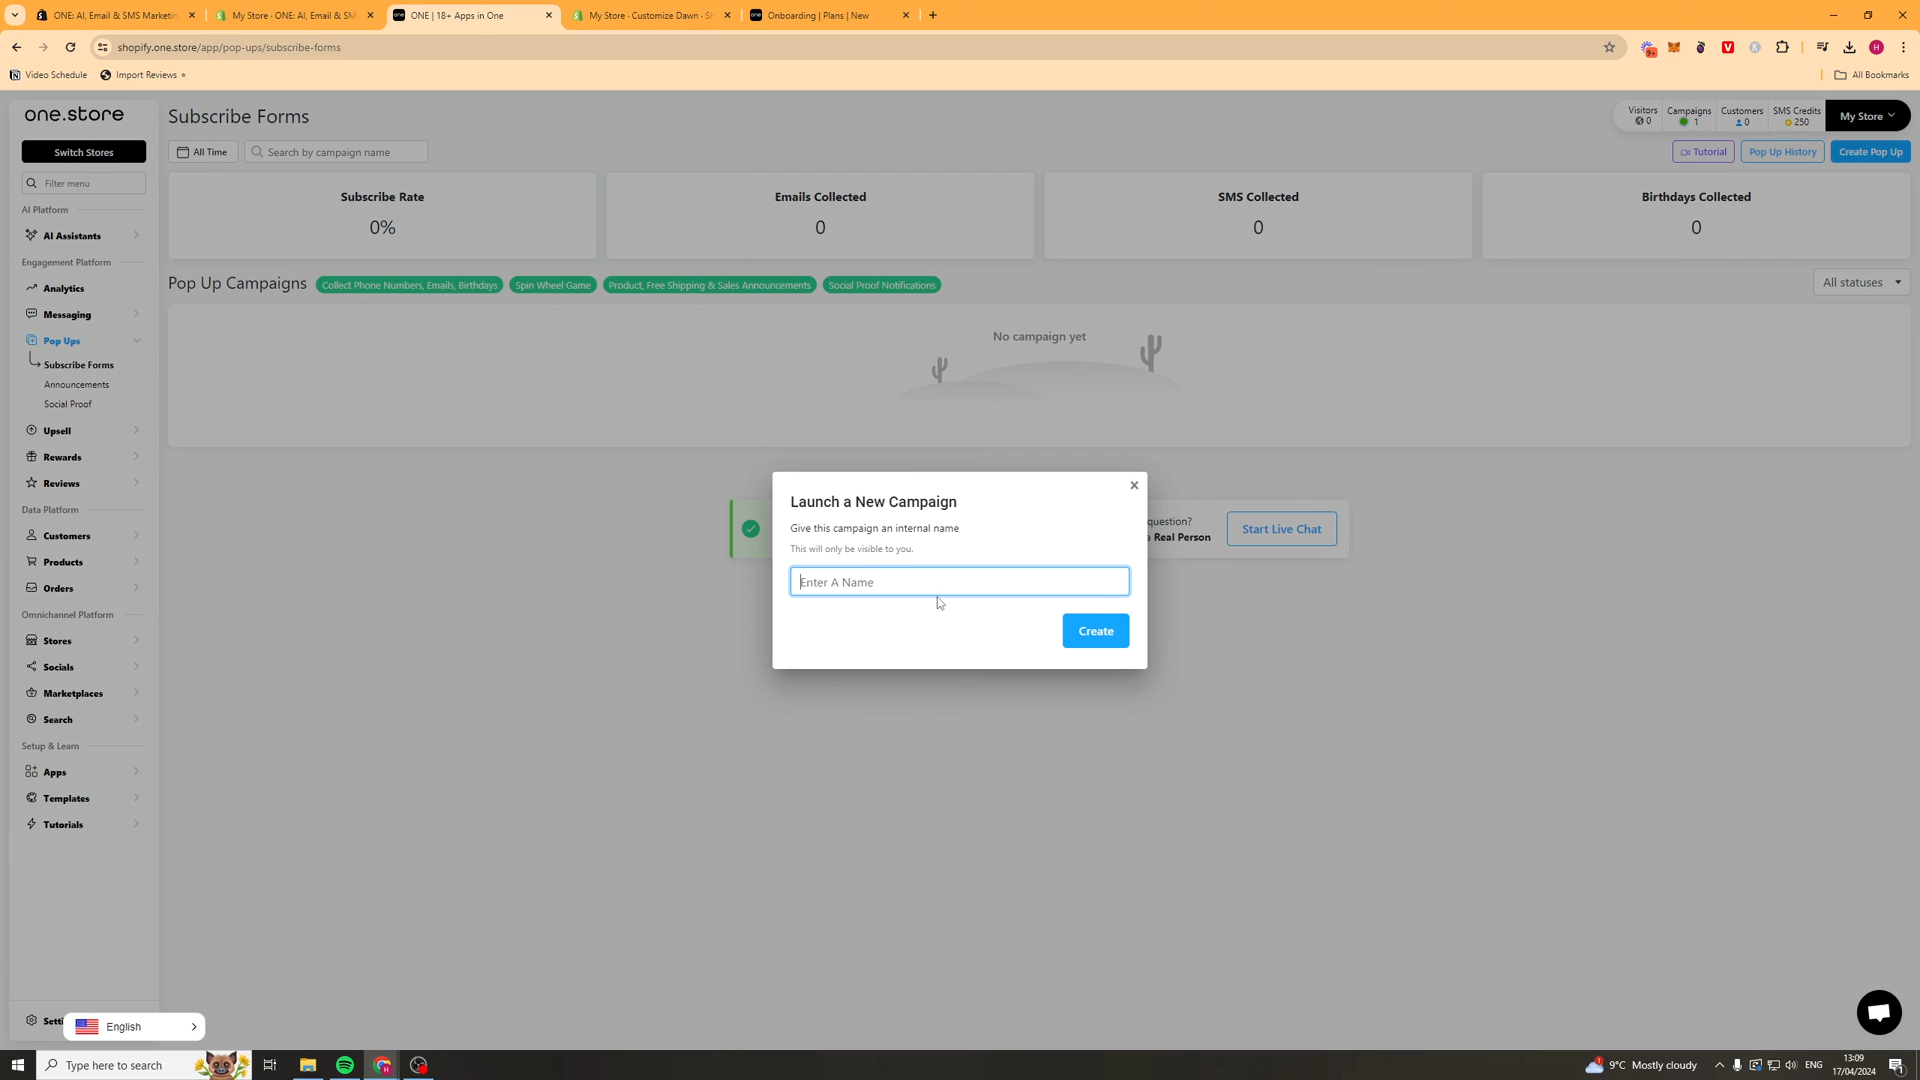 ONE: AI, Email & SMS Marketin
My Store · ONE: AI, Email & SM
ONE | 18+ Apps in One
My Store · Customize Dawn · Sh
Onboarding | Plans | New
shopify.one.store/app/pop-ups/subscribe-forms
Video Schedule
Import Reviews
All Bookmarks
one.store
Subscribe Forms
Visitors
0
Campaigns
1
Customers
0
SMS Credits
250
My Store
Switch Stores
All Time
Search by campaign name
Tutorial
Pop Up History
Create Pop Up
Filter menu
AI Platform
AI Assistants
Engagement Platform
Analytics
Messaging
Pop Ups
Subscribe Forms
Announcements
Social Proof
Upsell
Rewards
Reviews
Data Platform
Customers
Products
Orders
Omnichannel Platform
Stores
Socials
Marketplaces
Search
Setup & Learn
Apps
Templates
Tutorials
Setti
English
Subscribe Rate
0%
Emails Collected
0
SMS Collected
0
Birthdays Collected
0
Pop Up Campaigns
Collect Phone Numbers, Emails, Birthdays
Spin Wheel Game
Product, Free Shipping & Sales Announcements
Social Proof Notifications
All statuses
No campaign yet
Launch a New Campaign
Give this campaign an internal name
This will only be visible to you.
Enter A Name
Create
question?
a Real Person
Start Live Chat
Type here to search
9°C Mostly cloudy
ENG
13:09
17/04/2024